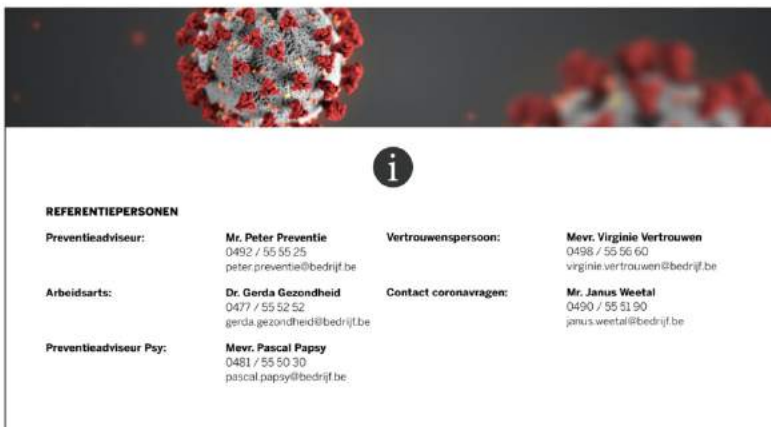 i
REFERENTIEPERSONEN
Preventieadviseur:
Mr. Peter Preventie
0492 / 55 55 25
peter.preventie@bedrijf.be
Vertrouwenspersoon:
Mevr. Virginie Vertrouwen
0498 / 55 56 60
virginie.vertrouwen@bedrijf.be
Arbeidsarts:
Dr. Gerda Gezondheid
0477 / 55 52 52
gerda.gezondheid@bedrijf.be
Contact coronavragen:
Mr. Janus Weetal
0490 / 55 51 90
janus.weetal@bedrijf.be
Preventieadviseur Psy:
Mevr. Pascal Papsy
0481 / 55 50 30
pascal.papsy@bedrijf.be